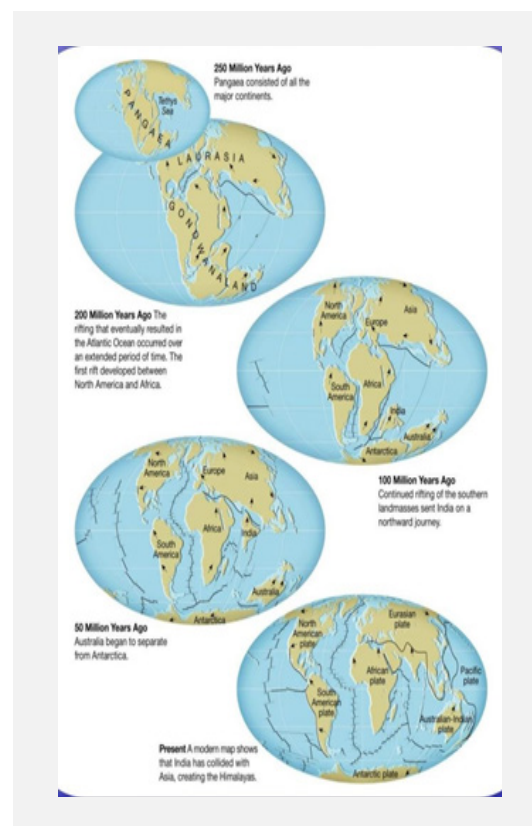 250 Million Years Ago
Pangaea consisted of all the
major continents.
PANGAEA
Tethys
Sea
LAURASIA
GONDWANALAND
200 Million Years Ago The
rifting that eventually resulted in
the Atlantic Ocean occurred over
an extended period of time. The
first rift developed between
North America and Africa.
North
America
Europe
Asia
South
America
Africa
India
Australia
Antarctica
100 Million Years Ago
Continued rifting of the southern
landmasses sent India on a
northward journey.
North
America
Europe
Asia
Africa
India
South
America
Australia
Antarctica
50 Million Years Ago
Australia began to separate
from Antarctica.
North
American
plate
Eurasian
plate
African
plate
Pacific
plate
South
American
plate
Australian-Indian
plate
Antarctic plate
Present A modern map shows
that India has collided with
Asia, creating the Himalayas.